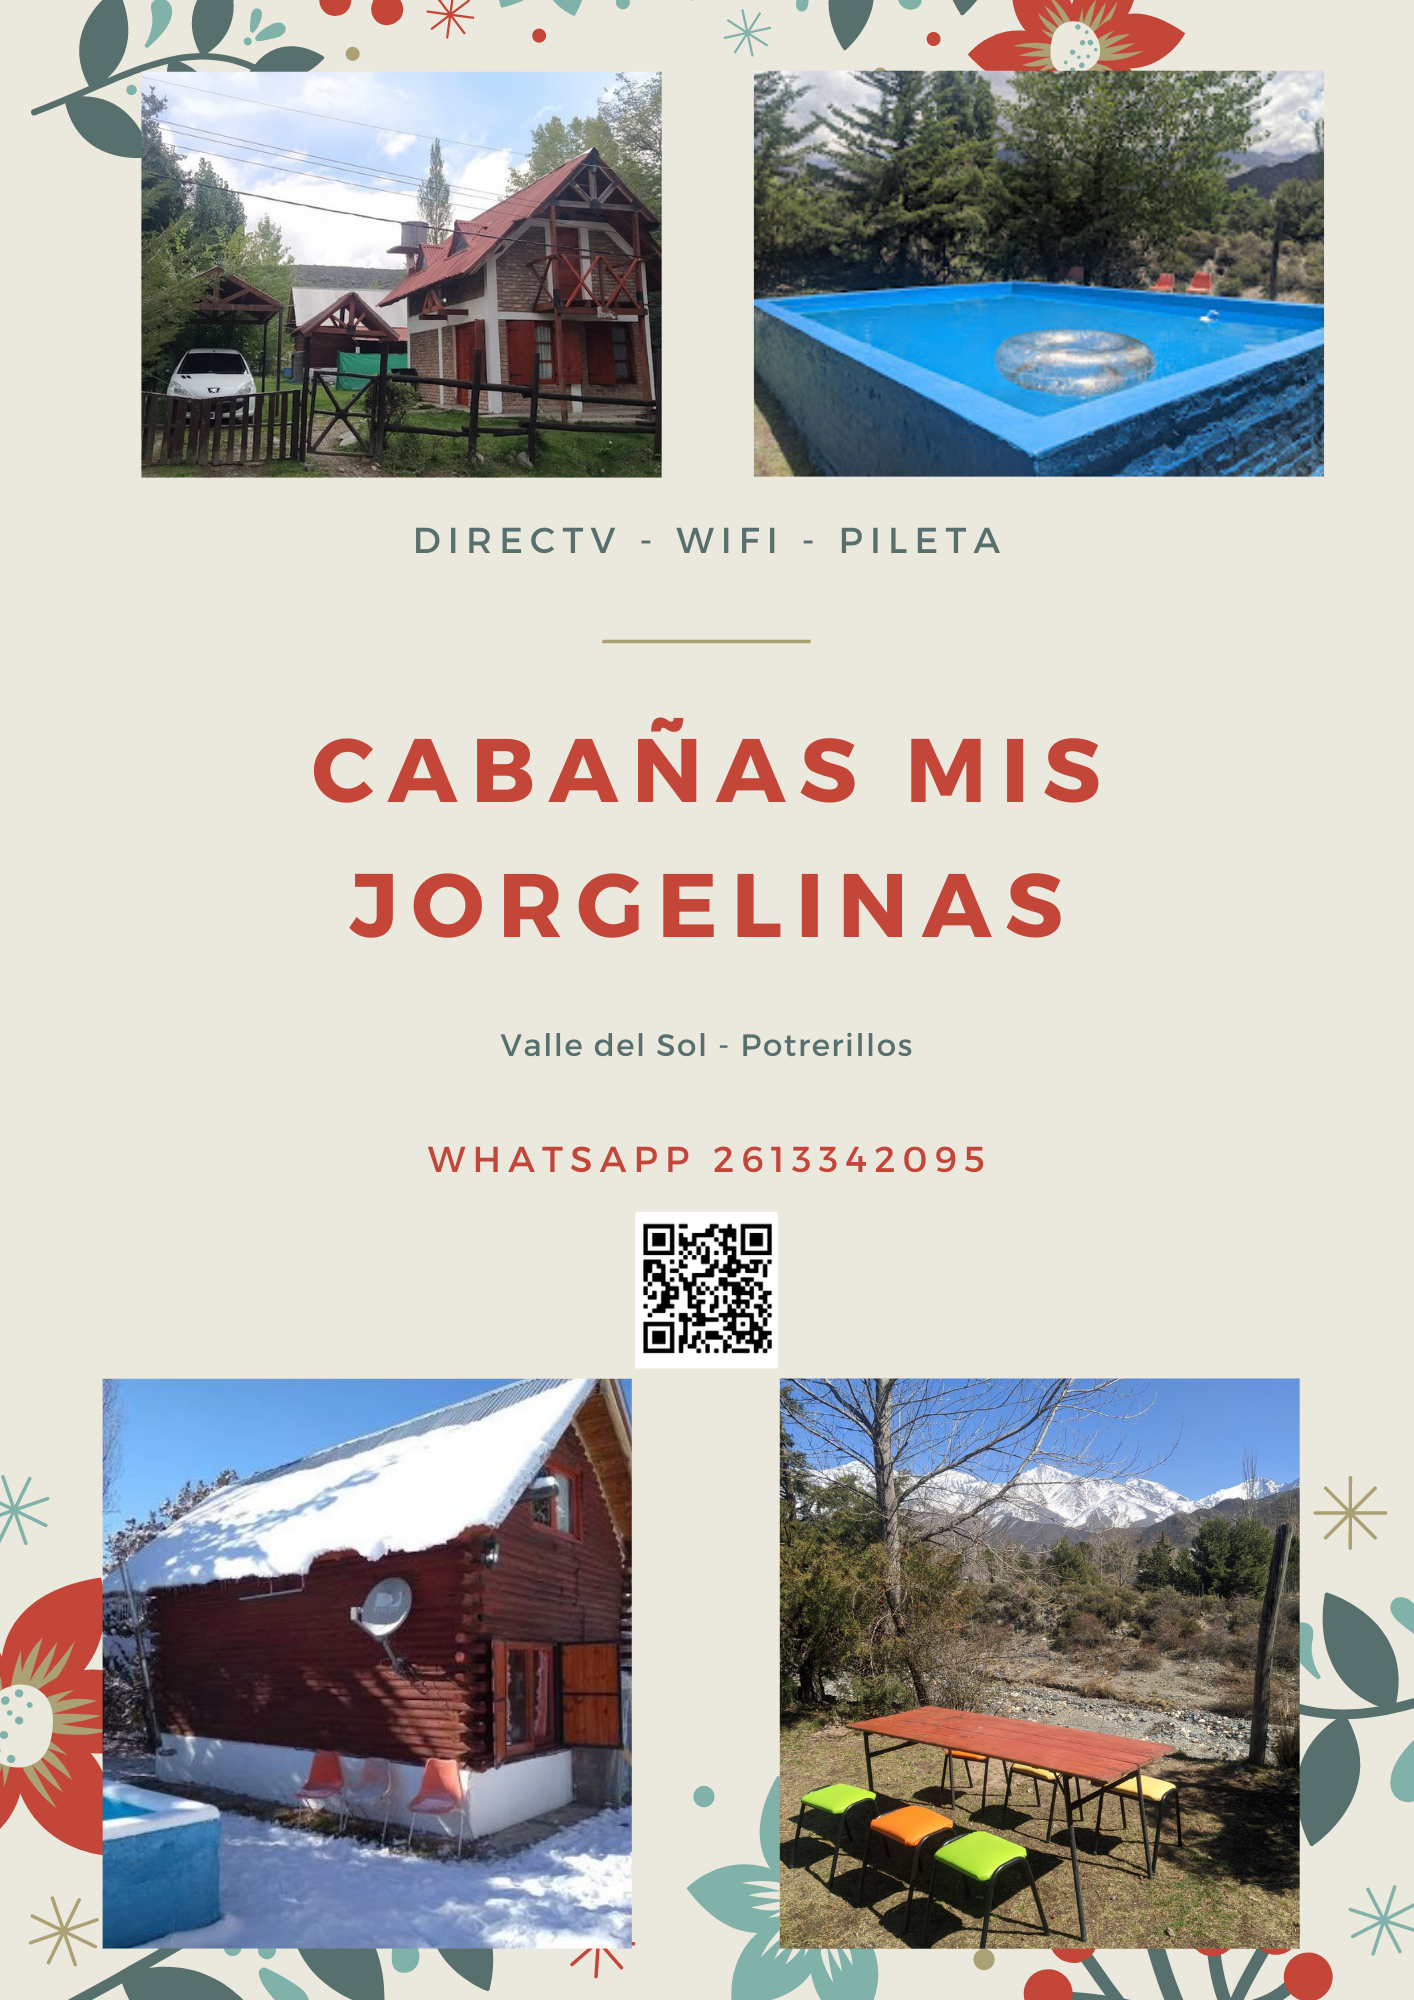 DIRECTV - WIFI - PILETA
CABAÑAS MIS
JORGELINAS
Valle del Sol - Potrerillos
WHATSAPP 2613342095